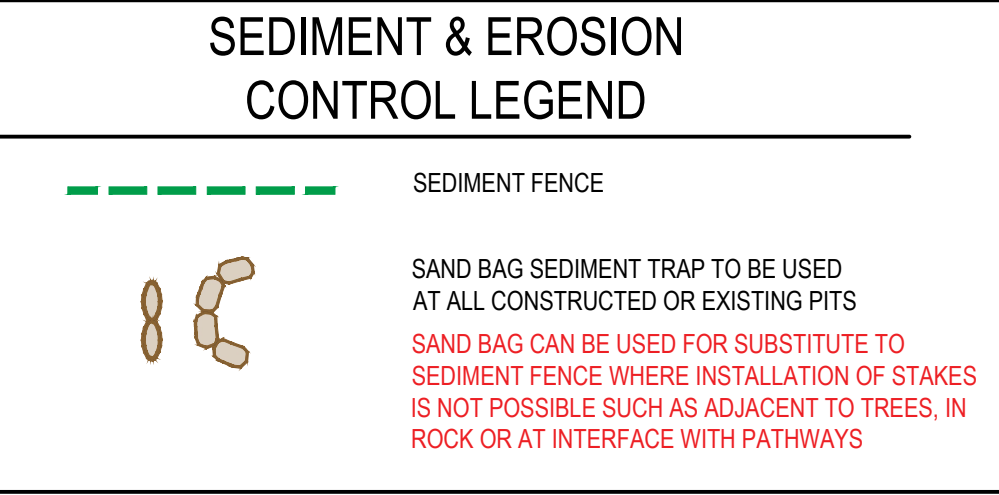 SEDIMENT & EROSION
CONTROL LEGEND
SEDIMENT FENCE
SAND BAG SEDIMENT TRAP TO BE USED
AT ALL CONSTRUCTED OR EXISTING PITS
SAND BAG CAN BE USED FOR SUBSTITUTE TO
SEDIMENT FENCE WHERE INSTALLATION OF STAKES
IS NOT POSSIBLE SUCH AS ADJACENT TO TREES, IN
ROCK OR AT INTERFACE WITH PATHWAYS